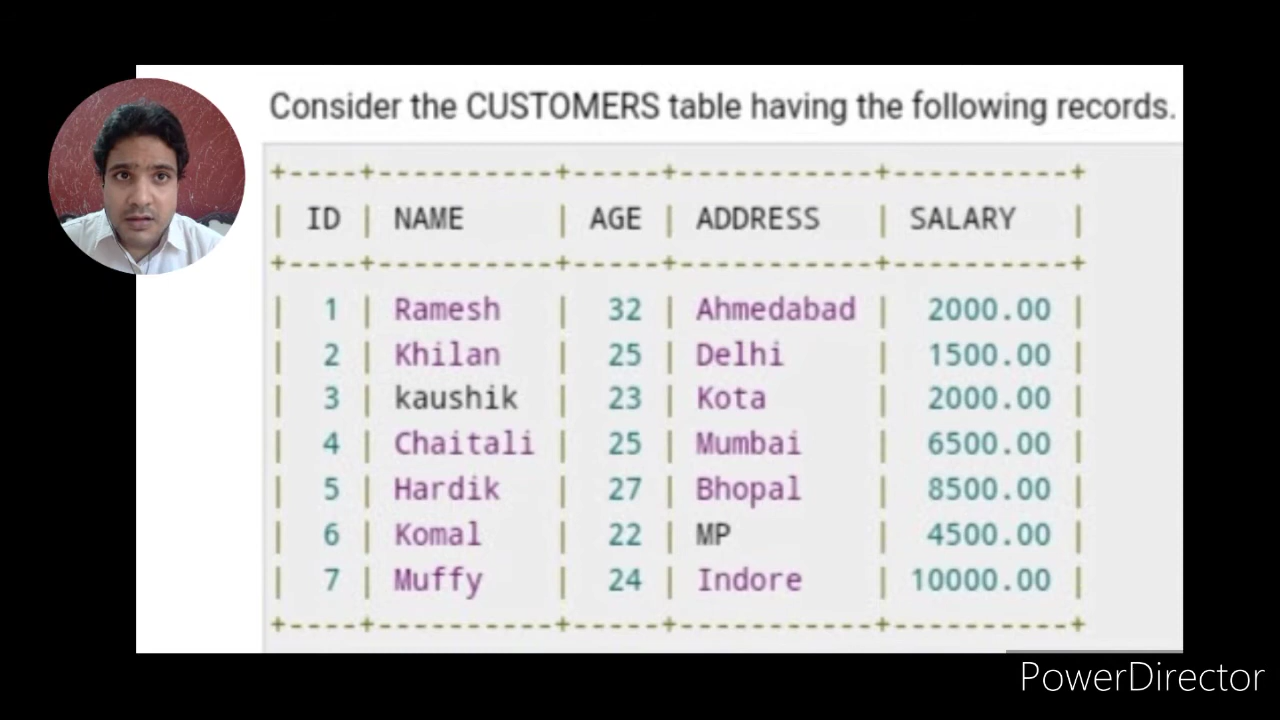 Consider the CUSTOMERS table having the following records.
+----+----------+-----+-----------+----------+
| ID | NAME     | AGE | ADDRESS   | SALARY   |
+----+----------+-----+-----------+----------+
|  1 | Ramesh   |  32 | Ahmedabad |  2000.00 |
|  2 | Khilan   |  25 | Delhi     |  1500.00 |
|  3 | kaushik  |  23 | Kota      |  2000.00 |
|  4 | Chaitali |  25 | Mumbai    |  6500.00 |
|  5 | Hardik   |  27 | Bhopal    |  8500.00 |
|  6 | Komal    |  22 | MP        |  4500.00 |
|  7 | Muffy    |  24 | Indore    | 10000.00 |
+----+----------+-----+-----------+----------+
PowerDirector